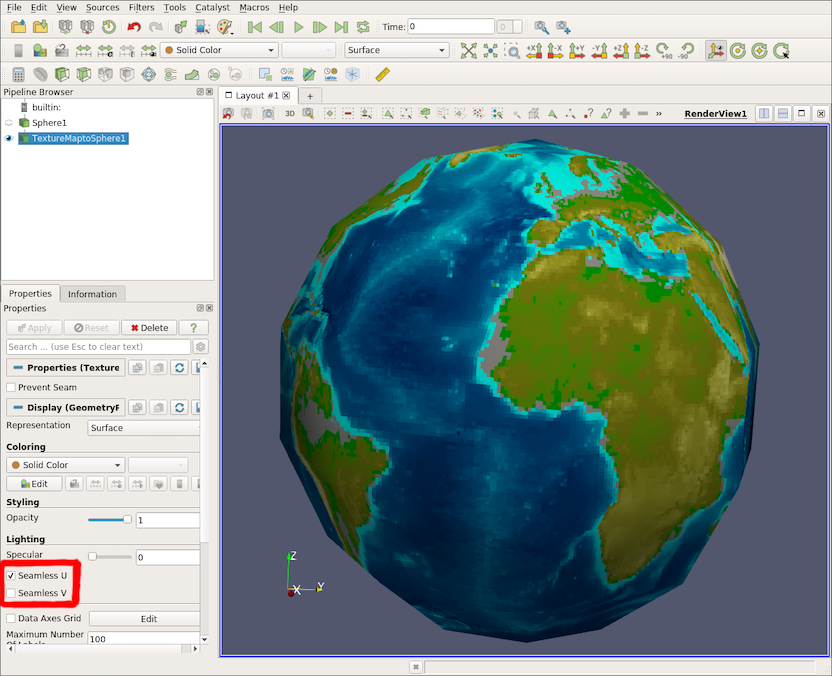 File Edit View Sources Filters Tools Catalyst Macros Help
Time: 0 0
Solid Color Surface
+X -X +Y -Y +Z -Z +90 -90
Pipeline Browser
builtin:
Sphere1
TextureMaptoSphere1
Properties Information
Properties
Apply Reset Delete ?
Search ... (use Esc to clear text)
Properties (Texture
Prevent Seam
Display (GeometryF
Representation Surface
Coloring
Solid Color
Edit
Styling
Opacity 1
Lighting
Specular 0
Seamless U
Seamless V
Data Axes Grid Edit
Maximum Number 100
Layout #1 +
3D » RenderView1
Z
X Y